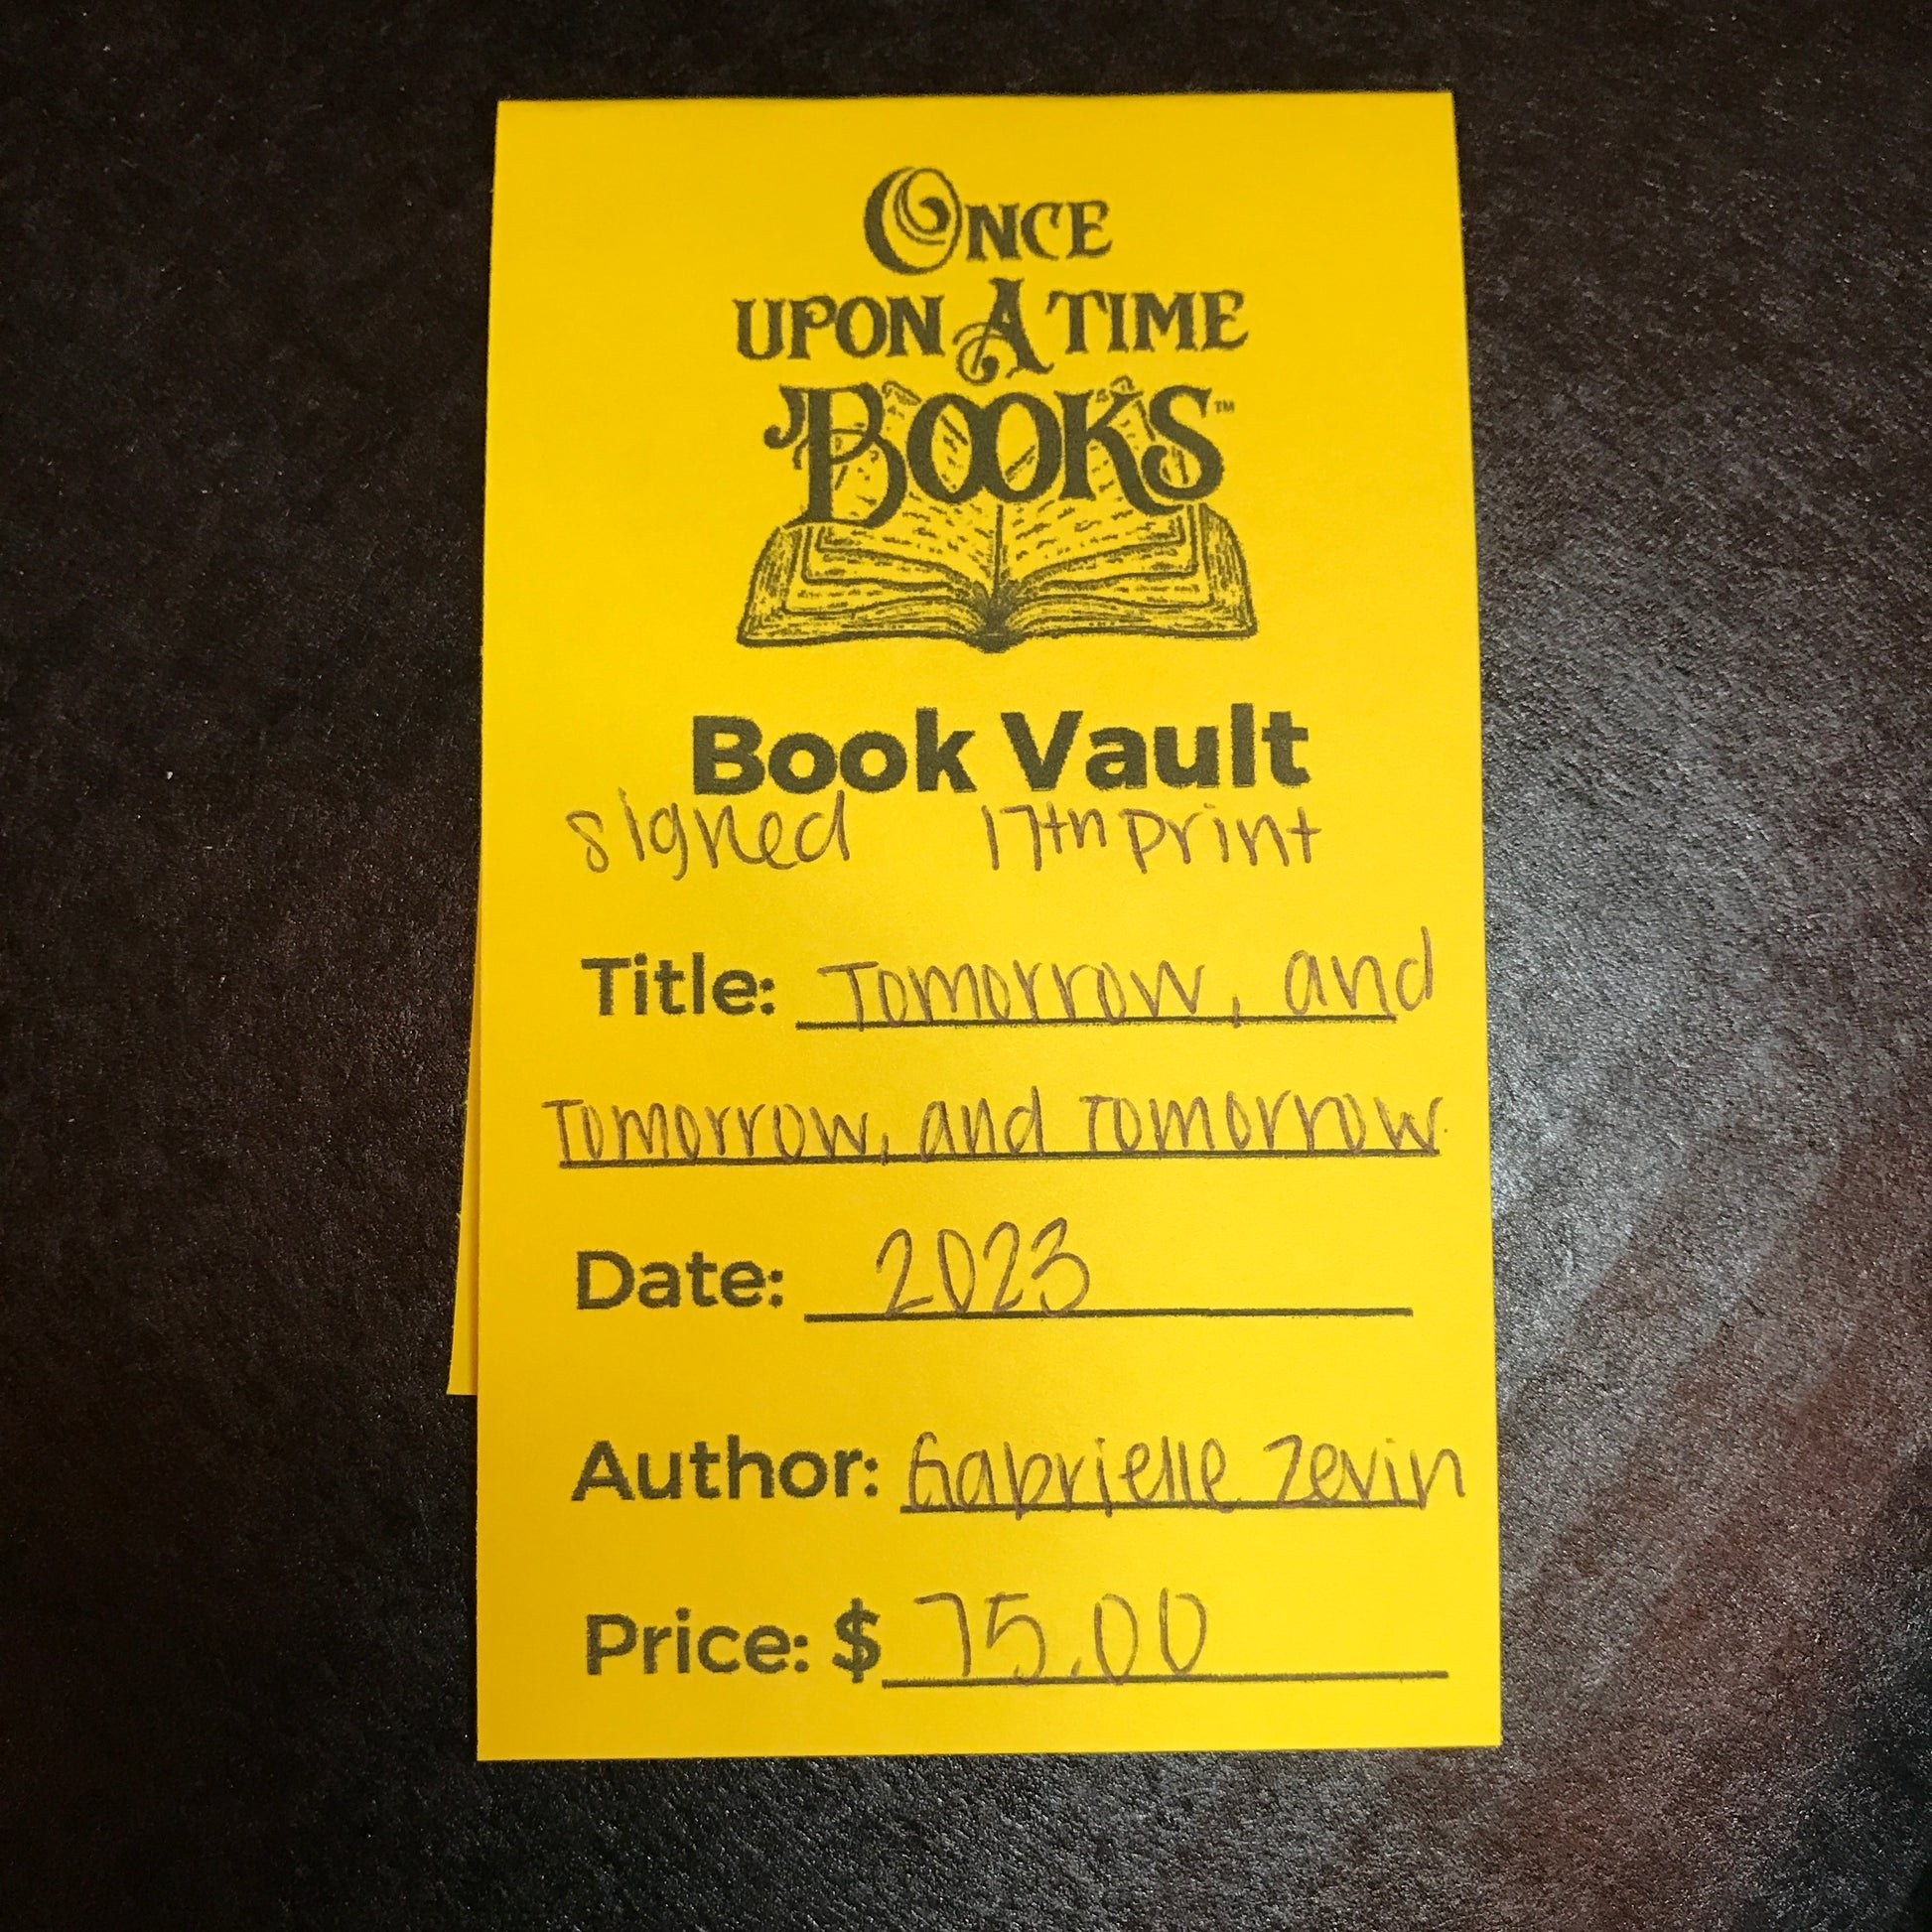 ONCE
UPON A TIME
BOOKS™
Book Vault
signed 17th print
Title: Tomorrow, and
Tomorrow, and Tomorrow
Date: 2023
Author: Gabrielle Zevin
Price: $ 75.00